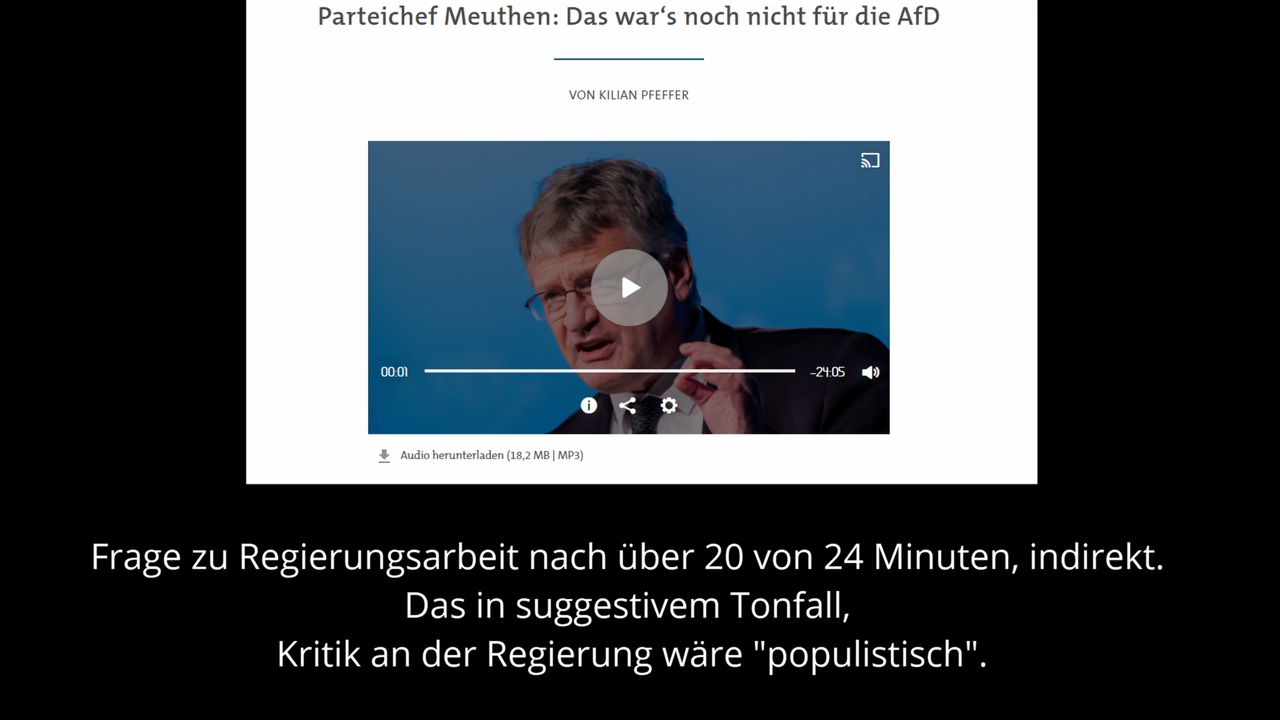 Parteichef Meuthen: Das war‘s noch nicht für die AfD
VON KILIAN PFEFFER
00:01
-24:05
Audio herunterladen (18,2 MB | MP3)
Frage zu Regierungsarbeit nach über 20 von 24 Minuten, indirekt.
Das in suggestivem Tonfall,
Kritik an der Regierung wäre "populistisch".